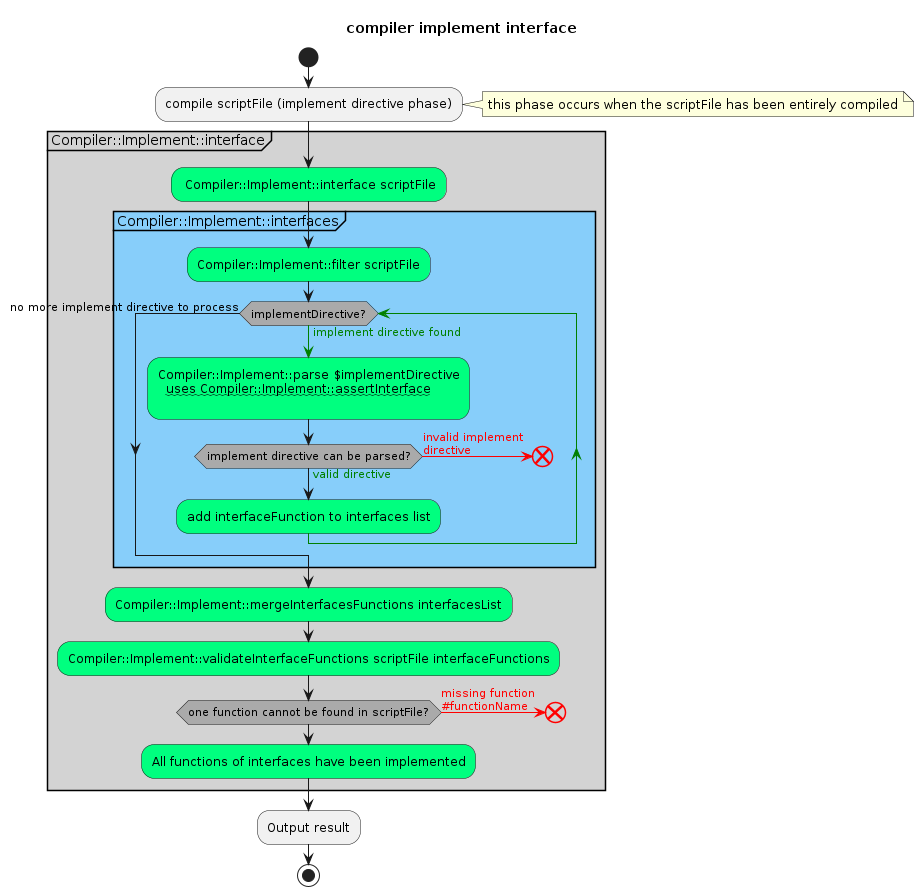 compiler implement interface
compile scriptFile (implement directive phase)
this phase occurs when the scriptFile has been entirely compiled
Compiler::Implement::interface
Compiler::Implement::interface scriptFile
Compiler::Implement::interfaces
Compiler::Implement::filter scriptFile
no more implement directive to process
implementDirective?
implement directive found
Compiler::Implement::parse $implementDirective
uses Compiler::Implement::assertInterface
implement directive can be parsed?
invalid implement
directive
valid directive
add interfaceFunction to interfaces list
Compiler::Implement::mergeInterfacesFunctions interfacesList
Compiler::Implement::validateInterfaceFunctions scriptFile interfaceFunctions
one function cannot be found in scriptFile?
missing function
#functionName
All functions of interfaces have been implemented
Output result